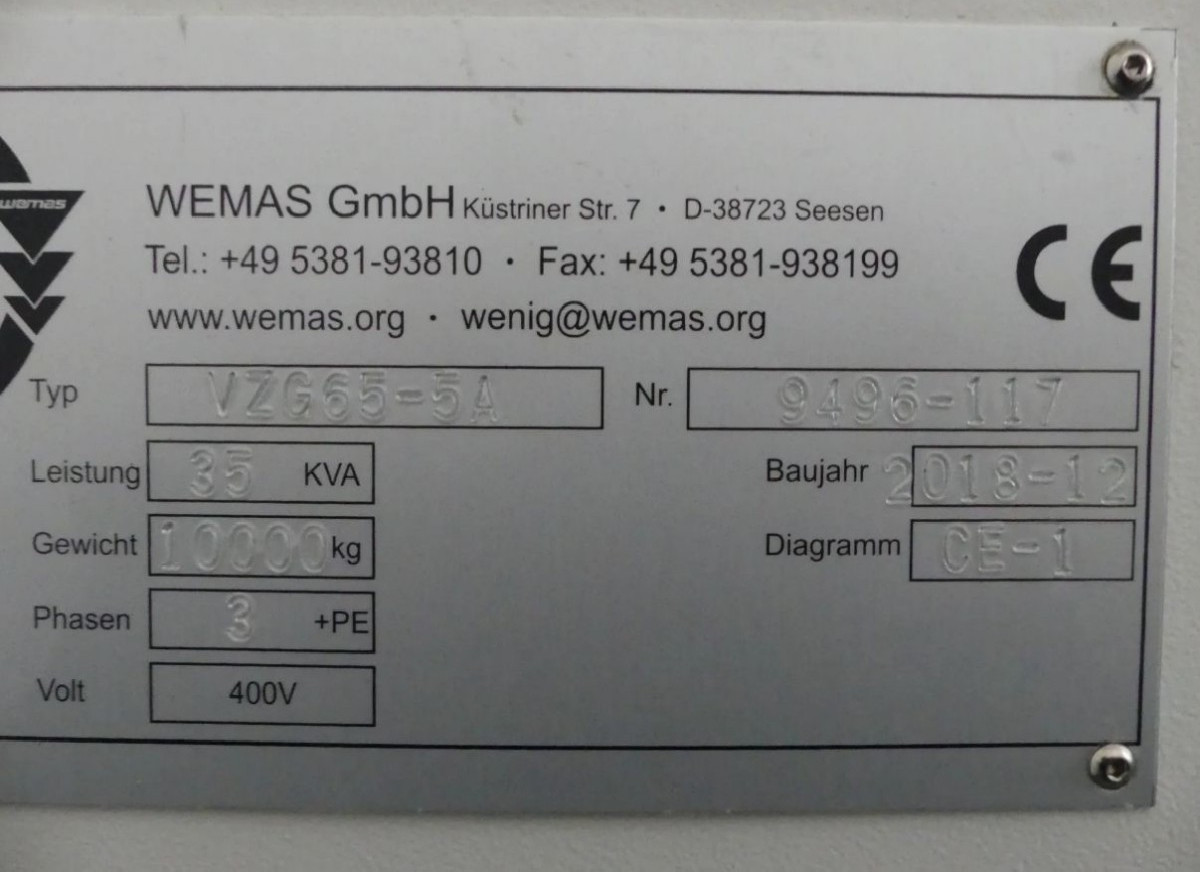 wemas
WEMAS GmbH Küstriner Str. 7 · D-38723 Seesen
Tel.: +49 5381-93810 · Fax: +49 5381-938199
www.wemas.org · wenig@wemas.org
CE
Typ VZG65-5A Nr. 9496-117
Leistung 35 KVA Baujahr 2018-12
Gewicht 10000 kg Diagramm CE-1
Phasen 3 +PE
Volt 400V